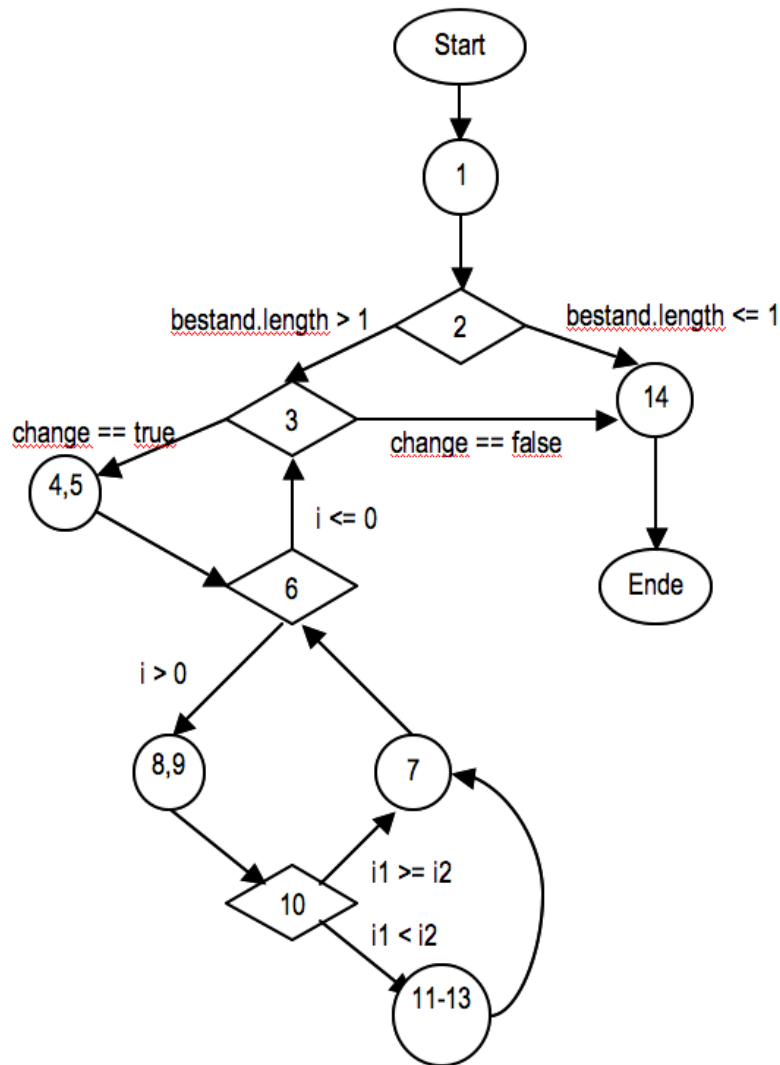 Start
1
2
bestand.length > 1
bestand.length <= 1
3
14
change == true
change == false
4,5
i <= 0
6
Ende
i > 0
8,9
7
10
i1 >= i2
i1 < i2
11-13